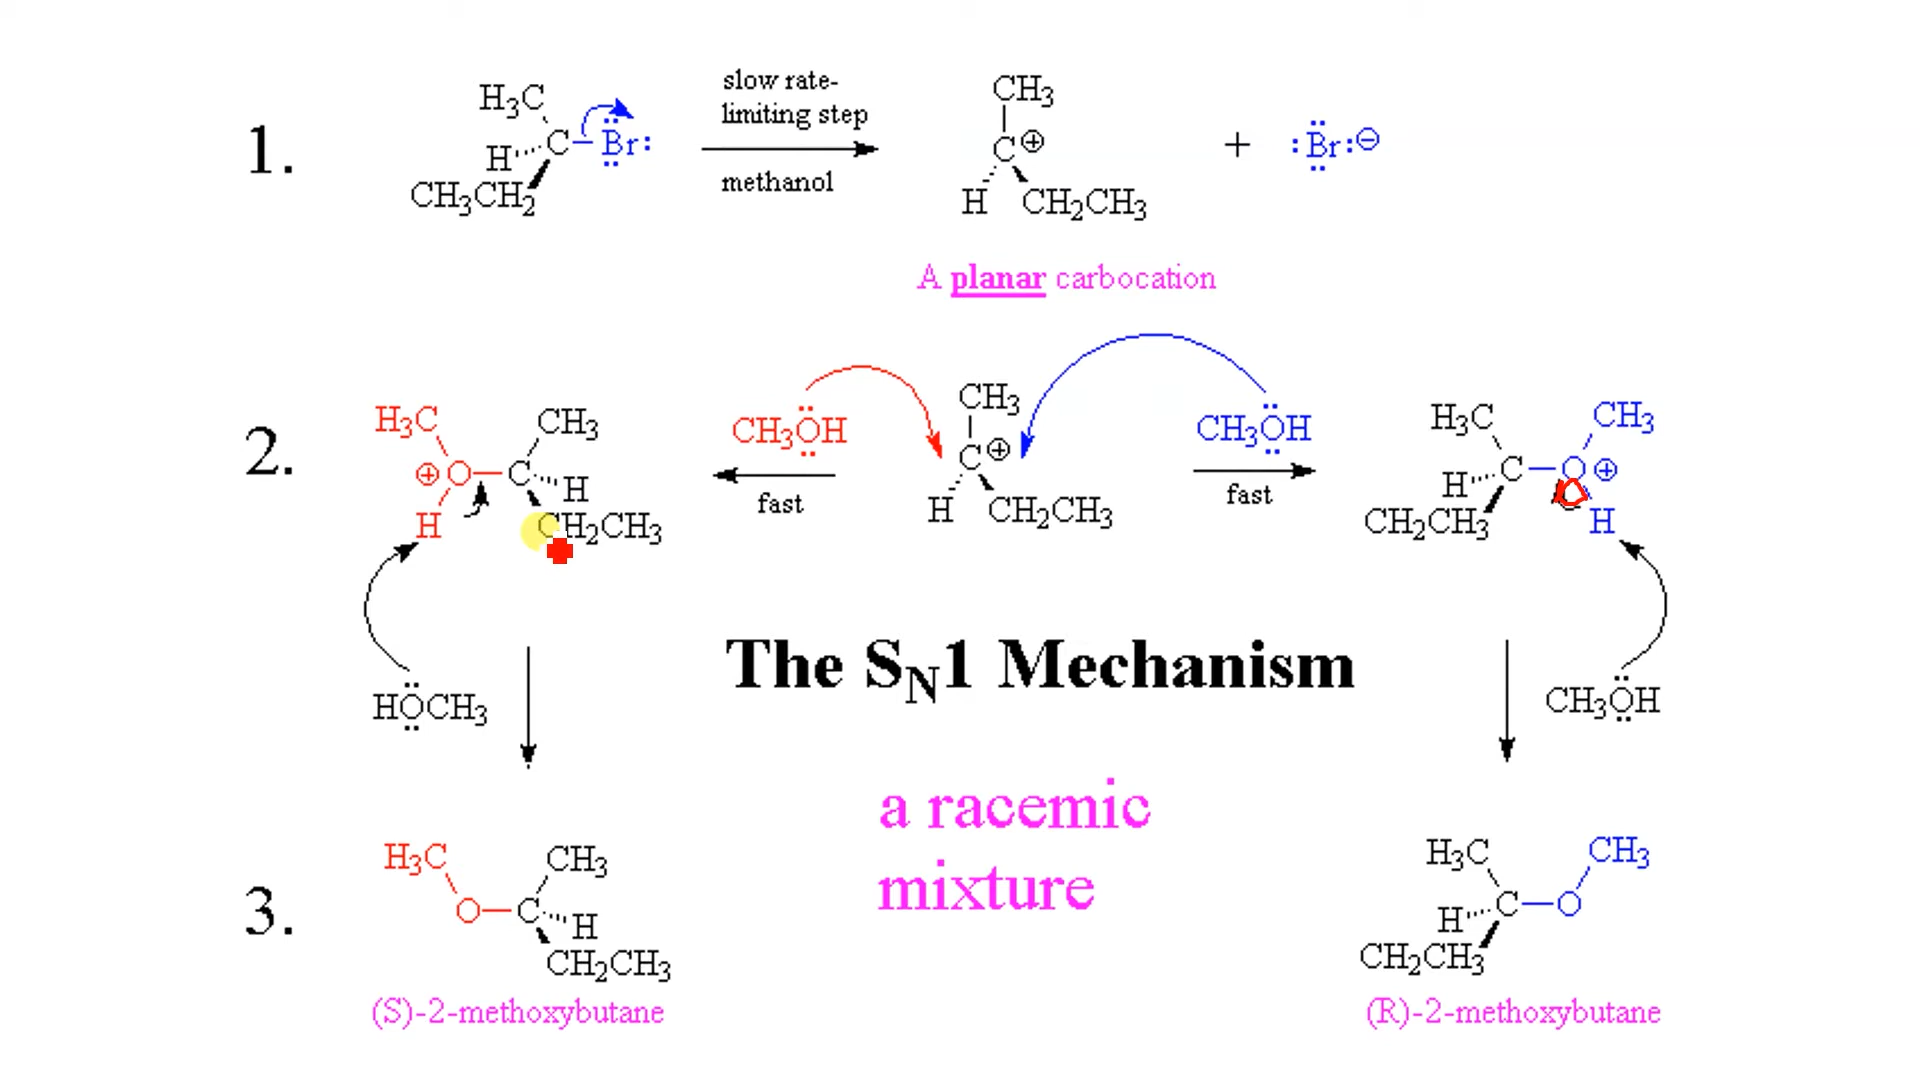 1.
H₃C
H
CH₃CH₂
C
:Br:
slow rate-
limiting step
methanol
CH₃
C⊕
H
CH₂CH₃
+
:Br:⊖
A planar carbocation
2.
H₃C
⊕
O
H
C
CH₃
H
CH₂CH₃
CH₃ÖH
fast
CH₃
C⊕
H
CH₂CH₃
CH₃ÖH
fast
H₃C
H
CH₂CH₃
C
O
⊕
CH₃
H
HÖCH₃
The SN1 Mechanism
CH₃ÖH
a racemic
mixture
3.
H₃C
O
C
CH₃
H
CH₂CH₃
(S)-2-methoxybutane
H₃C
H
CH₂CH₃
C
O
CH₃
(R)-2-methoxybutane